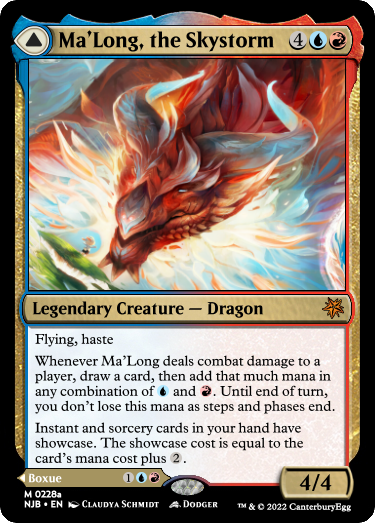 Ma’Long, the Skystorm 4
Legendary Creature — Dragon
Flying, haste
Whenever Ma’Long deals combat damage to a
player, draw a card, then add that much mana in
any combination of and . Until end of turn,
you don’t lose this mana as steps and phases end.
Instant and sorcery cards in your hand have
showcase. The showcase cost is equal to the
card’s mana cost plus 2.
Boxue 1
4/4
M 0228a
NJB • EN CLAUDYA SCHMIDT DODGER
™ & © 2022 CanterburyEgg